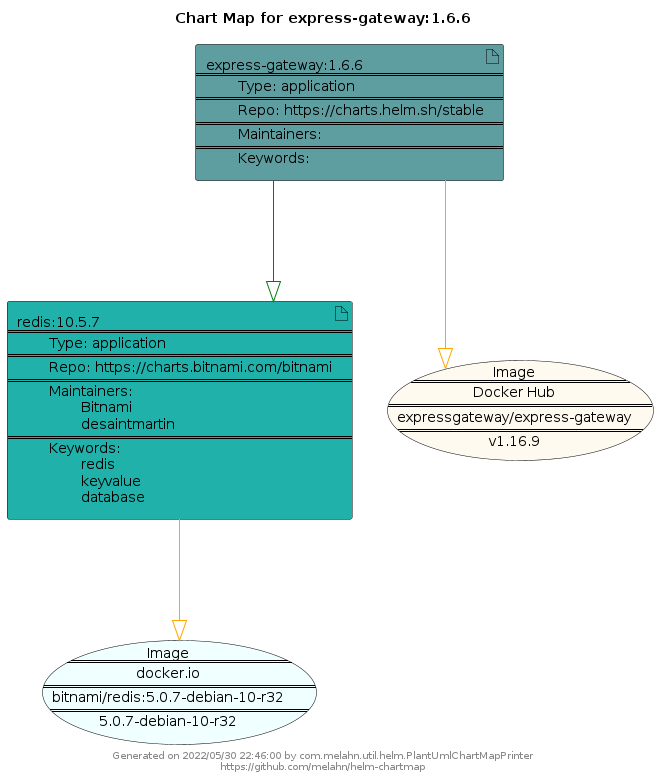 Chart Map for express-gateway:1.6.6
express-gateway:1.6.6
Type: application
Repo: https://charts.helm.sh/stable
Maintainers:
Keywords:
redis:10.5.7
Type: application
Repo: https://charts.bitnami.com/bitnami
Maintainers:
Bitnami
desaintmartin
Keywords:
redis
keyvalue
database
Image
Docker Hub
expressgateway/express-gateway
v1.16.9
Image
docker.io
bitnami/redis:5.0.7-debian-10-r32
5.0.7-debian-10-r32
Generated on 2022/05/30 22:46:00 by com.melahn.util.helm.PlantUmlChartMapPrinter
https://github.com/melahn/helm-chartmap